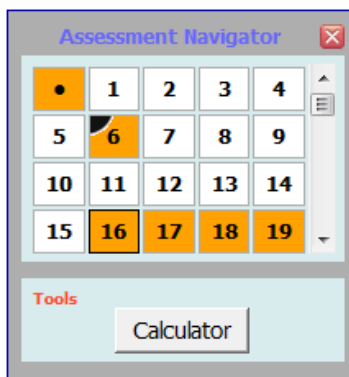 Assessment Navigator
• 1 2 3 4
5 6 7 8 9
10 11 12 13 14
15 16 17 18 19
Tools
Calculator